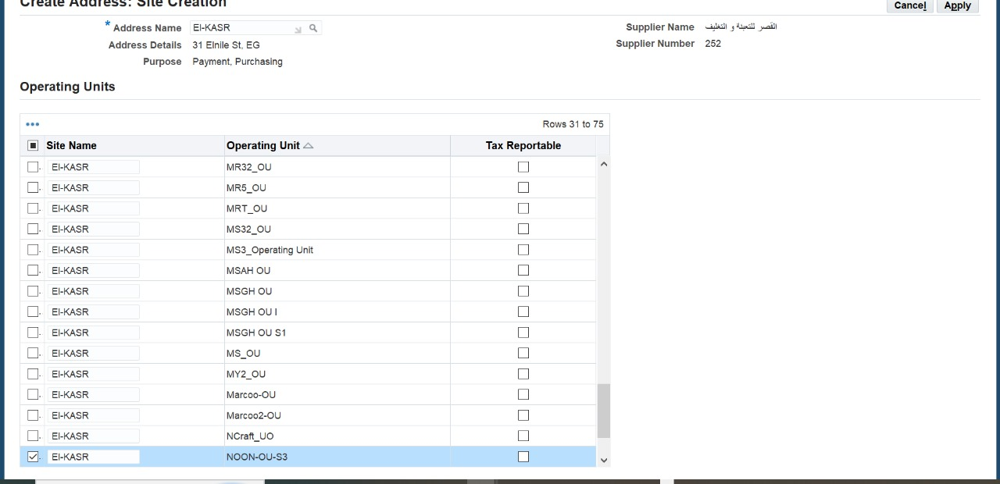 Create Address: Site Creation
Cancel Apply
* Address Name El-KASR
Supplier Name القصر للتعبئة و التغليف
Address Details 31 Elnile St, EG
Supplier Number 252
Purpose Payment, Purchasing
Operating Units
Rows 31 to 75
Site Name Operating Unit Tax Reportable
El-KASR MR32_OU
El-KASR MR5_OU
El-KASR MRT_OU
El-KASR MS32_OU
El-KASR MS3_Operating Unit
El-KASR MSAH OU
El-KASR MSGH OU
El-KASR MSGH OU I
El-KASR MSGH OU S1
El-KASR MS_OU
El-KASR MY2_OU
El-KASR Marcoo-OU
El-KASR Marcoo2-OU
El-KASR NCraft_UO
El-KASR NOON-OU-S3